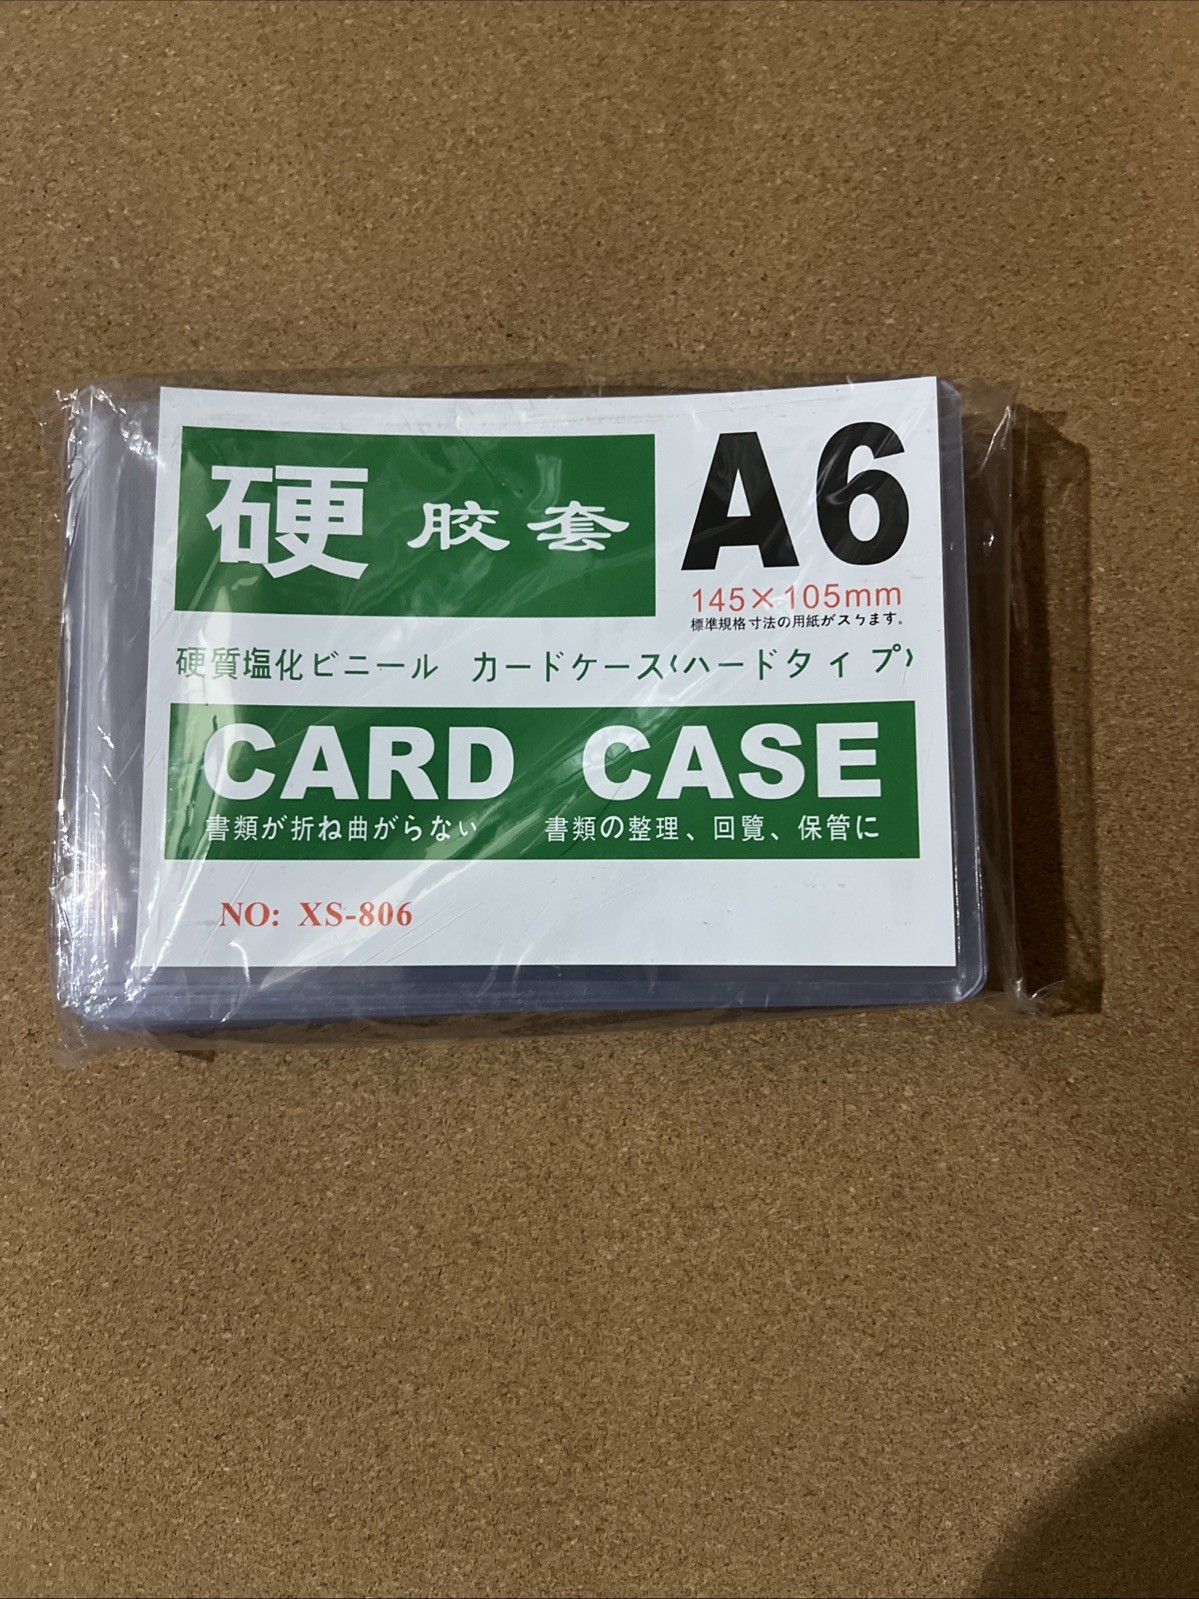 硬 胶套
A6
145×105mm
標準規格寸法の用紙がスケます。
硬質塩化ビニール カードケース(ハードタイプ)
CARD CASE
書類が折ね曲がらない 書類の整理、回覧、保管に
NO: XS-806